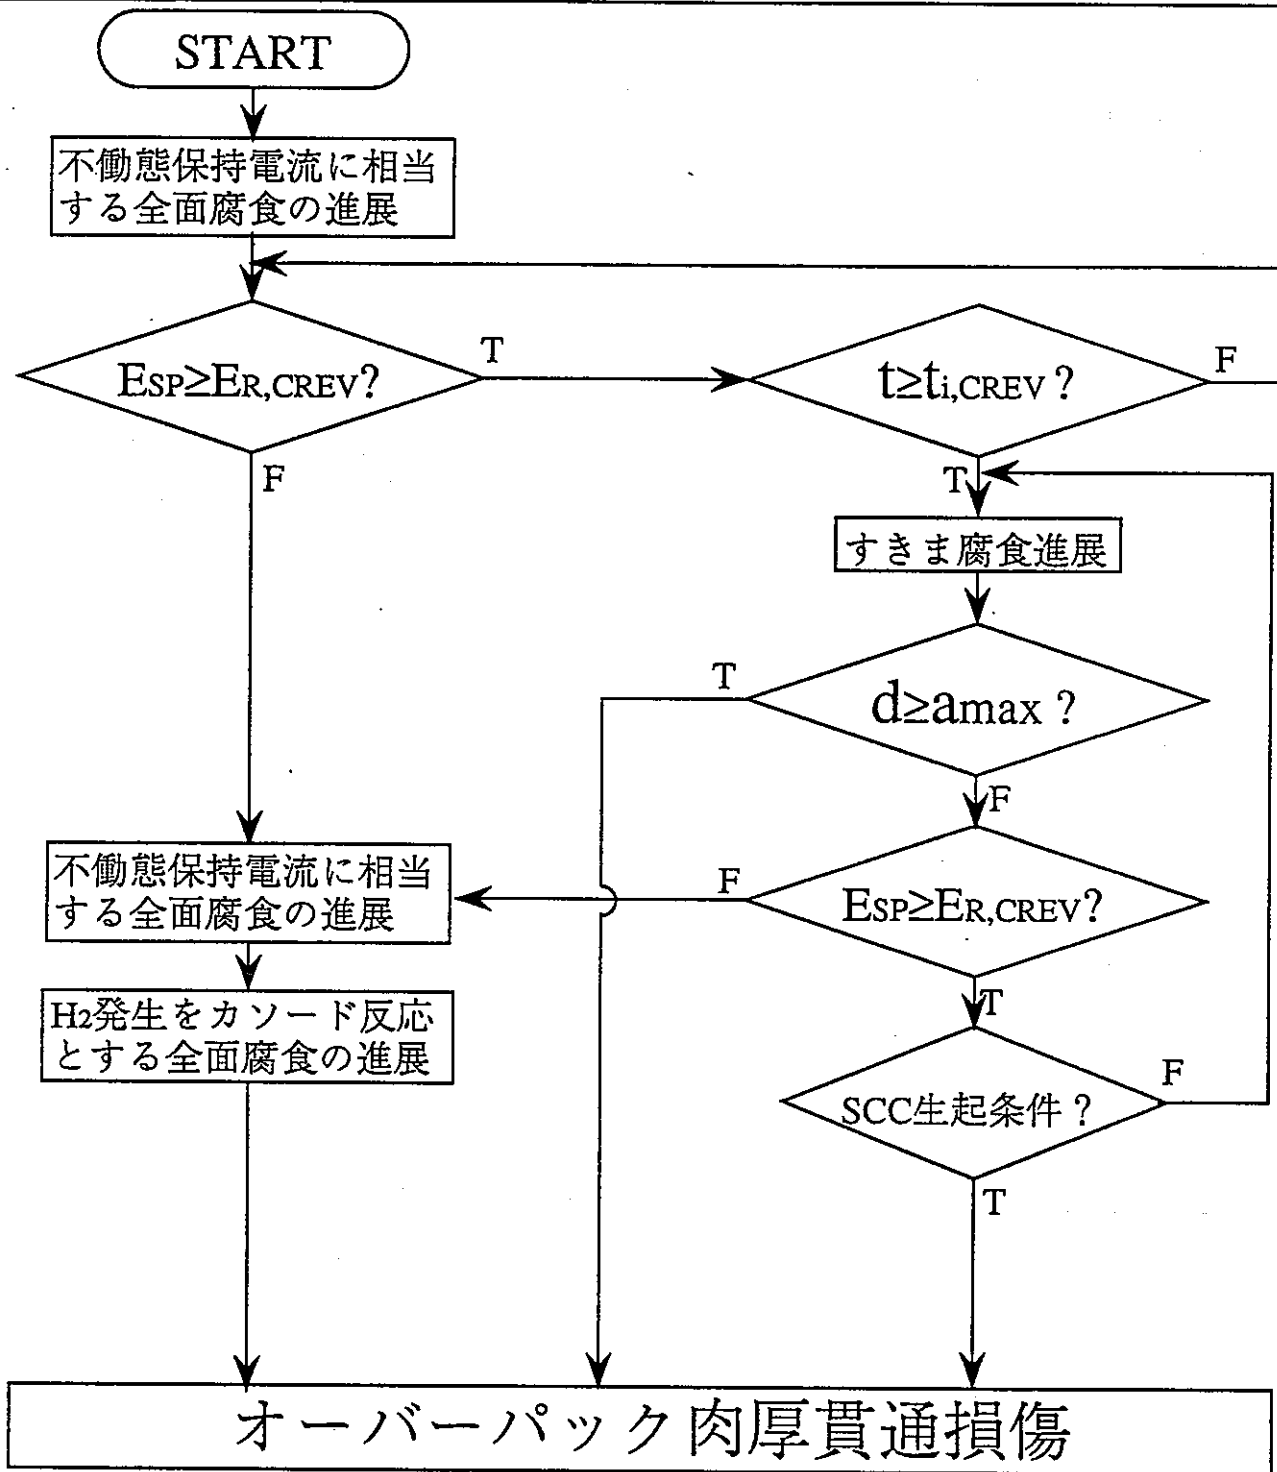 START
不働態保持電流に相当
する全面腐食の進展
ESP≥ER,CREV?
T
F
t≥ti,CREV ?
F
T
すきま腐食進展
d≥amax ?
T
F
不働態保持電流に相当
する全面腐食の進展
ESP≥ER,CREV?
F
T
H2発生をカソード反応
とする全面腐食の進展
SCC生起条件 ?
F
T
オーバーパック肉厚貫通損傷